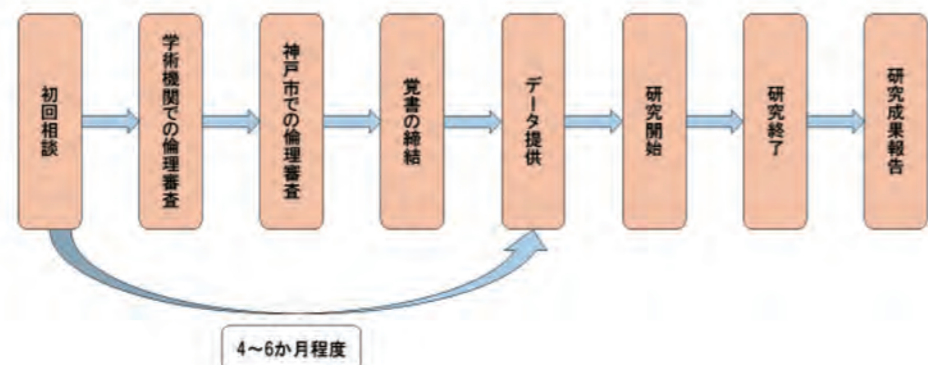 初回相談
学術機関での倫理審査
神戸市での倫理審査
覚書の締結
データ提供
研究開始
研究終了
研究成果報告
4～6か月程度